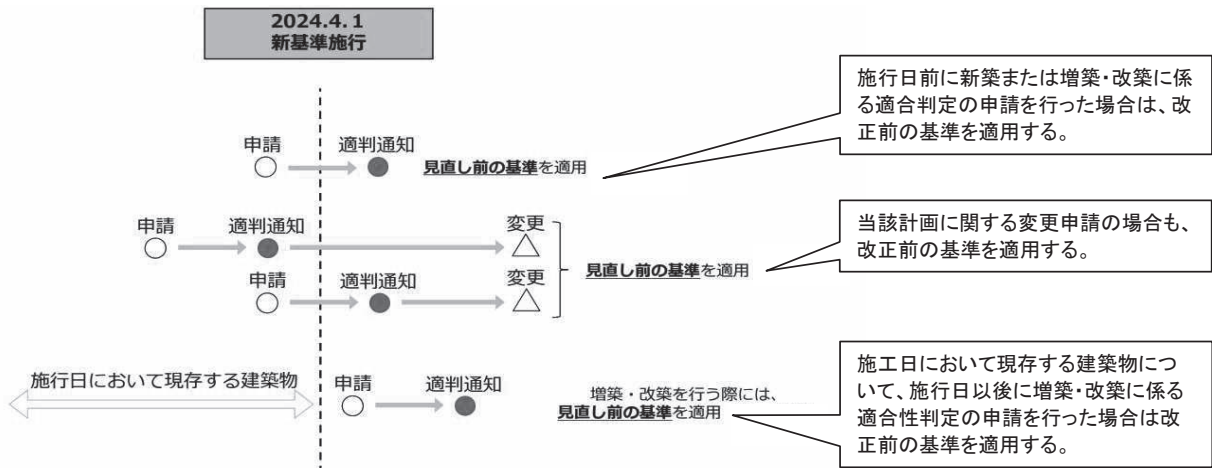 2024.4.1
新基準施行
施行日前に新築または増築・改築に係
る適合判定の申請を行った場合は、改
正前の基準を適用する。
申請
適判通知
見直し前の基準を適用
当該計画に関する変更申請の場合も、
改正前の基準を適用する。
申請
適判通知
変更
申請
適判通知
変更
見直し前の基準を適用
施工日において現存する建築物につ
いて、施行日以後に増築・改築に係る
適合性判定の申請を行った場合は改
正前の基準を適用する。
施行日において現存する建築物
申請
適判通知
増築・改築を行う際には、
見直し前の基準を適用